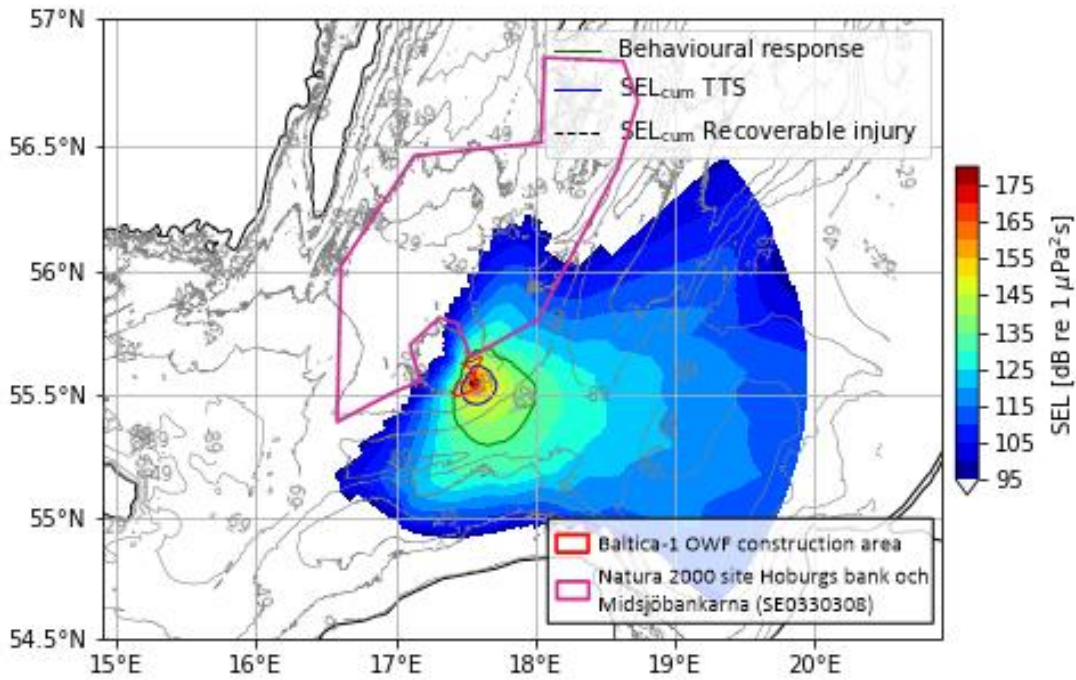 57°N
56.5°N
56°N
55.5°N
55°N
54.5°N
15°E
16°E
17°E
18°E
19°E
20°E
Behavioural response
SELcum TTS
SELcum Recoverable injury
175
165
155
145
135
125
115
105
95
SEL [dB re 1 μPa²s]
Baltica-1 OWF construction area
Natura 2000 site Hoburgs bank och
Midsjöbankarna (SE0330308)